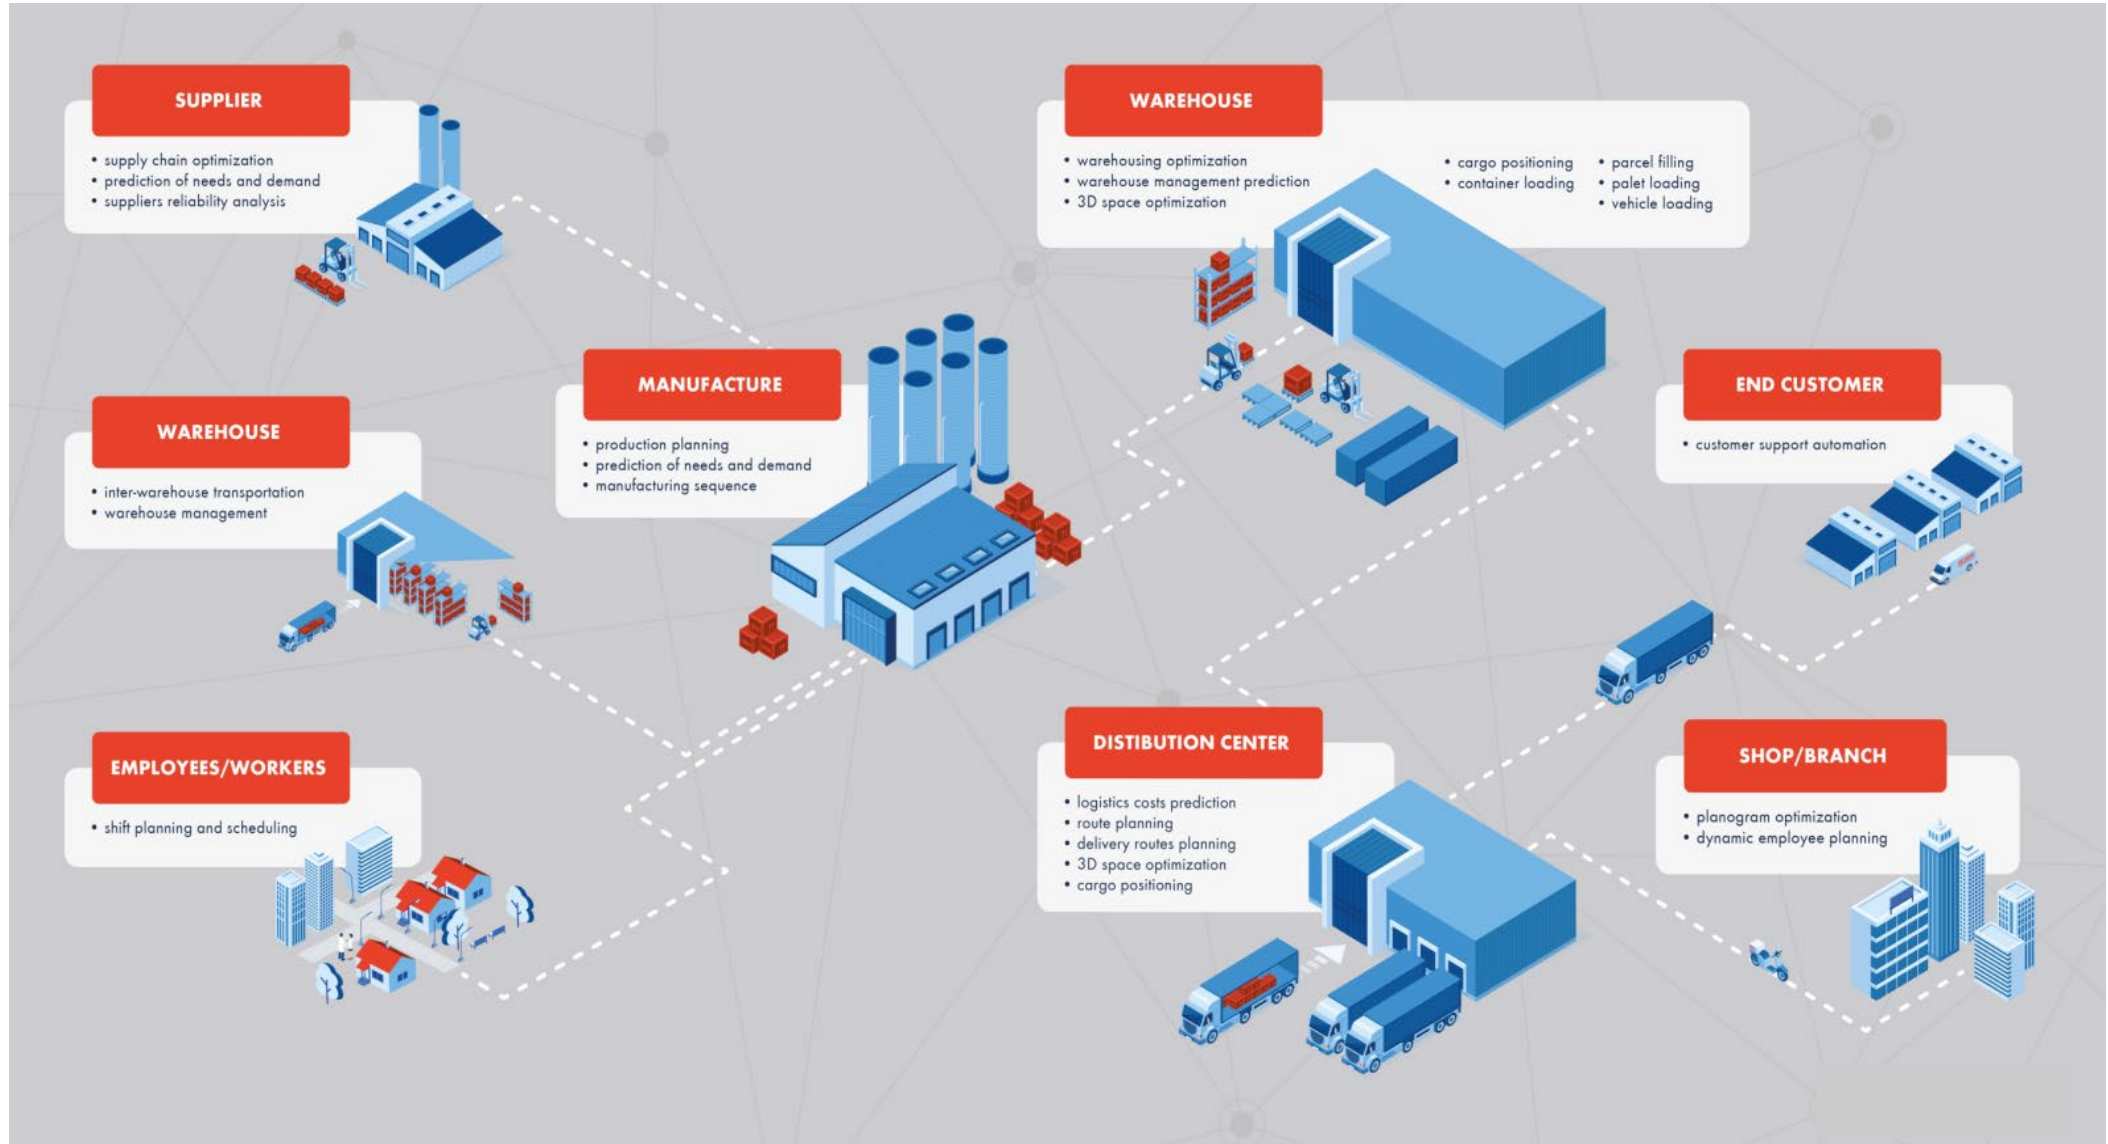 SUPPLIER
• supply chain optimization
• prediction of needs and demand
• suppliers reliability analysis
WAREHOUSE
• warehousing optimization
• warehouse management prediction
• 3D space optimization
• cargo positioning
• container loading
• parcel filling
• palet loading
• vehicle loading
MANUFACTURE
• production planning
• prediction of needs and demand
• manufacturing sequence
END CUSTOMER
• customer support automation
WAREHOUSE
• inter-warehouse transportation
• warehouse management
EMPLOYEES/WORKERS
• shift planning and scheduling
DISTIBUTION CENTER
• logistics costs prediction
• route planning
• delivery routes planning
• 3D space optimization
• cargo positioning
SHOP/BRANCH
• planogram optimization
• dynamic employee planning